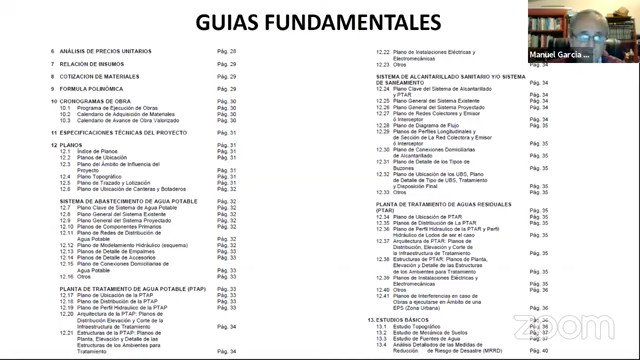 GUIAS FUNDAMENTALES
Manuel Garcia ...
6 ANÁLISIS DE PRECIOS UNITARIOS Pág. 28
7 RELACIÓN DE INSUMOS Pág. 29
8 COTIZACION DE MATERIALES Pág. 29
9 FORMULA POLINÓMICA Pág. 29
10 CRONOGRAMAS DE OBRA Pág. 30
10.1 Programa de Ejecución de Obras Pág. 30
10.2 Calendario de Adquisición de Materiales Pág. 30
10.3 Calendario de Avance de Obra Valorizado Pág. 30
11 ESPECIFICACIONES TÉCNICAS DEL PROYECTO Pág. 31
12 PLANOS Pág. 31
12.1 Índice de Planos Pág. 31
12.2 Planos de Ubicación Pág. 31
12.3 Plano del Ámbito de Influencia del
Proyecto Pág. 31
12.4 Plano Topográfico Pág. 31
12.5 Plano de Trazado y Lotización Pág. 31
12.6 Plano de Ubicación de Canteras y Botaderos Pág. 31
SISTEMA DE ABASTECIMIENTO DE AGUA POTABLE Pág. 32
12.7 Plano Clave de Sistema de Agua Potable Pág. 32
12.8 Plano General del Sistema Existente Pág. 32
12.9 Plano General del Sistema Proyectado Pág. 32
12.10 Planos de Componentes Primarios Pág. 32
12.11 Plano de Redes de Distribución de
Agua Potable Pág. 32
12.12 Plano de Modelamiento Hidráulico (esquema) Pág. 32
12.13 Planos de Detalle de Empalmes Pág. 33
12.14 Planos de Detalle de Accesorios Pág. 33
12.15 Plano de Conexiones Domiciliarias de
Agua Potable Pág. 33
12.16 Otros Pág. 33
PLANTA DE TRATAMIENTO DE AGUA POTABLE (PTAP) Pág. 33
12.17 Plano de Ubicación de la PTAP Pág. 33
12.18 Plano de Distribución de la PTAP Pág. 33
12.19 Plano de Perfil Hidráulico de la PTAP Pág. 33
12.20 Arquitectura de la PTAP: Planos de
Distribución Elevación y Corte de la
Infraestructura de Tratamiento Pág. 34
12.21 Estructuras de la PTAP: Planos de
Planta, Elevación y Detalle de las
Estructuras de los Ambientes para
Tratamiento Pág. 34
12.22 Plano de Instalaciones Eléctricas y
Electromecánicas
12.23 Otros Pág. 34
SISTEMA DE ALCANTARILLADO SANITARIO Y/O SISTEMA
DE SANEAMIENTO Pág. 34
12.24 Plano Clave del Sistema de Alcantarillado
y PTAR Pág. 34
12.25 Plano General del Sistema Existente Pág. 34
12.26 Plano General del Sistema Proyectado Pág. 34
12.27 Plano de Redes Colectores y Emisor
ó Interceptor Pág. 34
12.28 Plano de Diagrama de Flujo Pág. 35
12.29 Planos de Perfiles Longitudinales y
de Sección de La Red Colectora y Emisor
ó Interceptor Pág. 35
12.30 Plano de Conexiones Domiciliarias
de Alcantarillado Pág. 35
12.31 Plano de Detalle de los Tipos de
Buzones Pág. 35
12.32 Plano de Ubicación de los UBS, Plano
de Detalle de Tipo de UBS, Tratamiento
y Disposición Final Pág. 35
12.33 Otros Pág. 35
PLANTA DE TRATAMIENTO DE AGUAS RESIDUALES
(PTAR) Pág. 35
12.34 Plano de Ubicación de PTAR Pág. 35
12.35 Planos de Distribución de La PTAR Pág. 35
12.36 Plano de Perfil Hidraulico de la PTAR y Perfil
Hidráulico de Lodos de ser el caso Pág. 35
12.37 Arquitectura de PTAR: Planos de
Distribución, Elevación y Corte de
la Infraestructura de Tratamiento Pág. 35
12.38 Estructuras de PTAR: Planos de Planta,
Elevación y Detalle de las Estructuras
de los Ambientes para Tratamiento Pág. 35
12.39 Planos de Instalaciones Eléctricas y
Electromecánicas Pág. 35
12.40 Otros Pág. 36
12.41 Planos de Interferencias en Caso de
Obras a ejecutarse en Ámbito de una
EPS (Zona Urbana) Pág. 36
13. ESTUDIOS BÁSICOS
13.1 Estudio Topográfico
13.2 Estudio de Mecánica de Suelos
13.3 Estudio de Fuentes de Agua
13.4 Análisis Detallados de las Medidas de
Reducción de Riesgo de Desastre (MRRD) Pág. 40
zoom